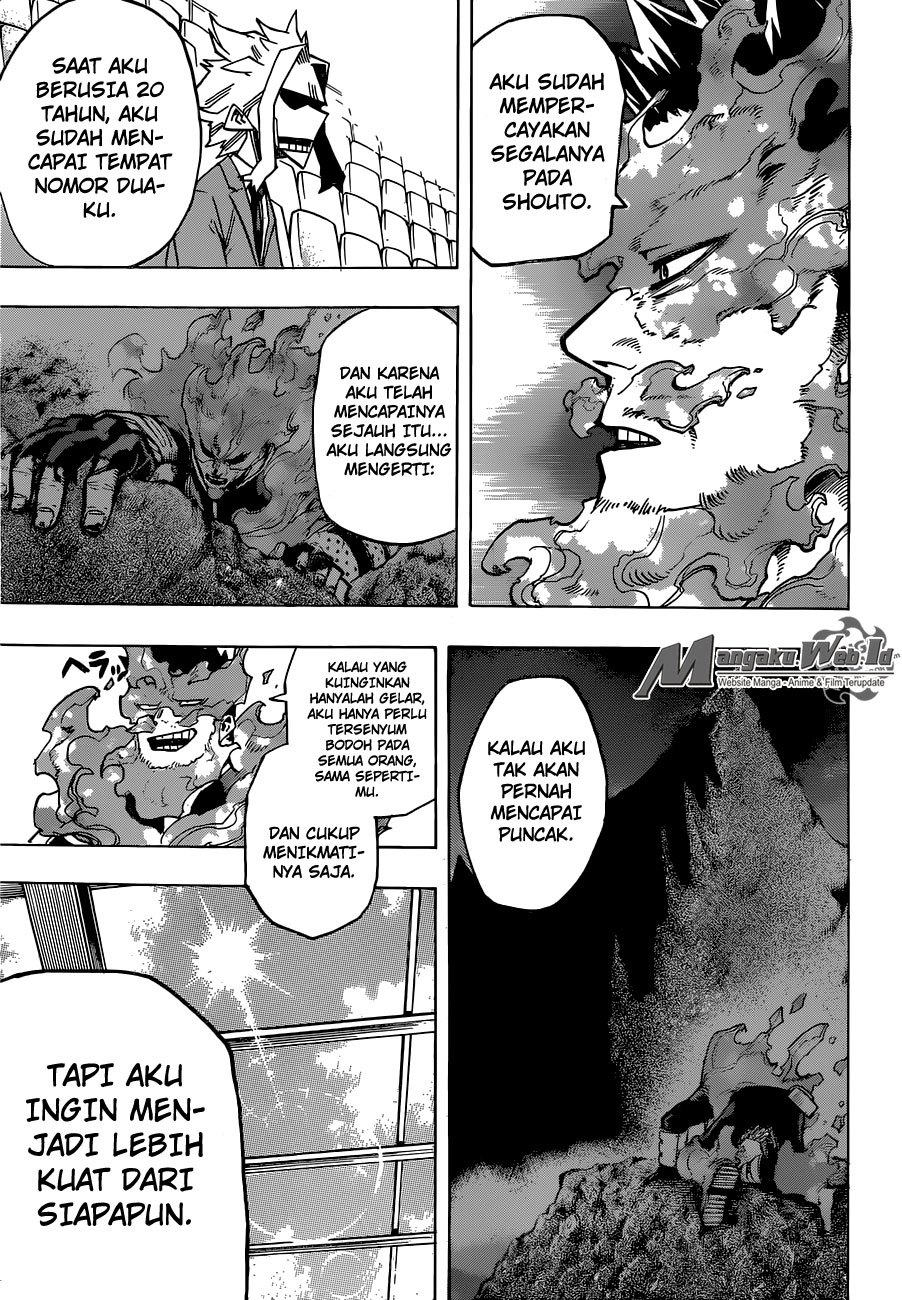 AKU SUDAH
MEMPER-
CAYAKAN
SEGALANYA
PADA
SHOUTO.
SAAT AKU
BERUSIA 20
TAHUN, AKU
SUDAH MEN-
CAPAI TEMPAT
NOMOR DUA-
KU.
DAN KARENA
AKU TELAH
MENCAPAINYA
SEJAUH ITU...
AKU LANGSUNG
MENGERTI:
Mangaku.Web.Id
Website Manga - Anime & Film Terupdate
KALAU AKU
TAK AKAN
PERNAH
MENCAPAI
PUNCAK.
KALAU YANG
KUINGINKAN
HANYALAH GELAR,
AKU HANYA PERLU
TERSENYUM
BODOH PADA
SEMUA ORANG,
SAMA SEPERTI-
MU.
DAN CUKUP
MENIKMATI-
NYA SAJA.
ヘラッ
TAPI AKU
INGIN MEN-
JADI LEBIH
KUAT DARI
SIAPAPUN.